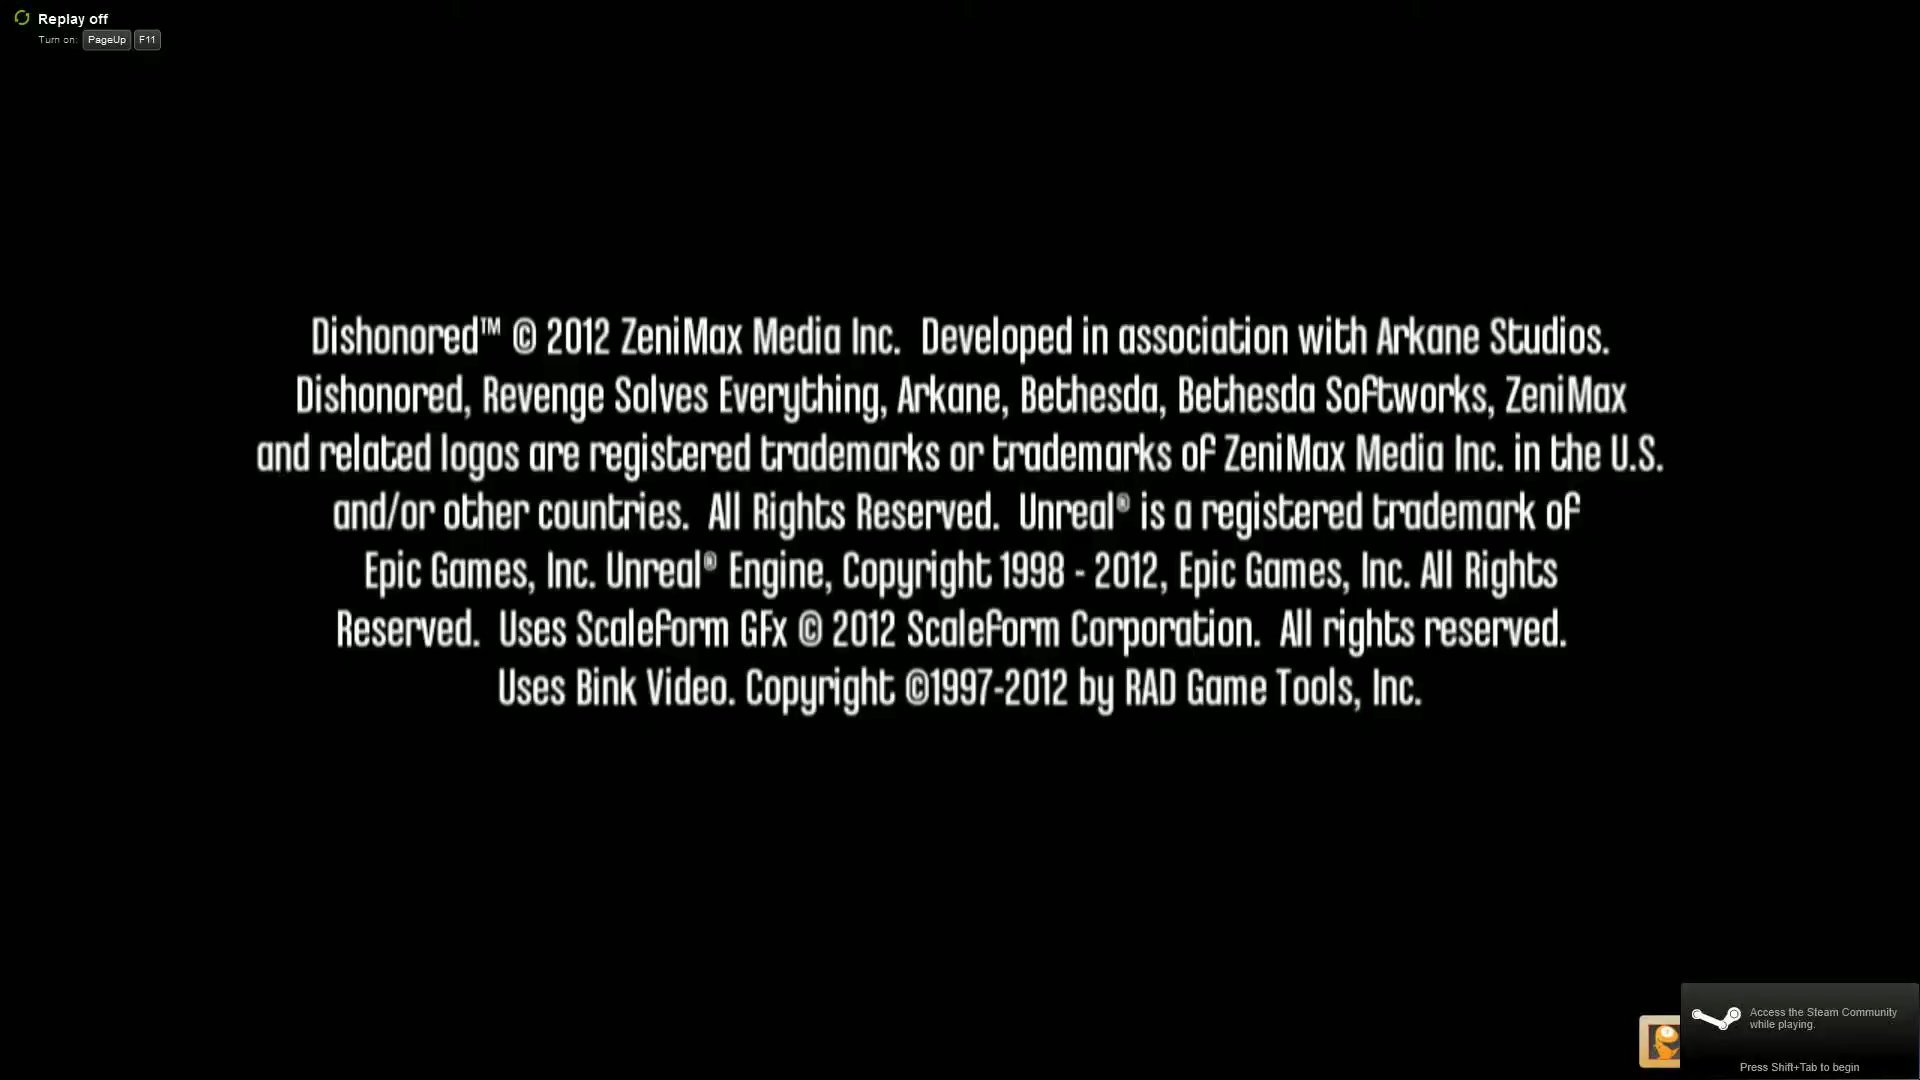 Replay off
Turn on: PageUp F11
Dishonored™ © 2012 ZeniMax Media Inc.  Developed in association with Arkane Studios.
Dishonored, Revenge Solves Everything, Arkane, Bethesda, Bethesda Softworks, ZeniMax
and related logos are registered trademarks or trademarks of ZeniMax Media Inc. in the U.S.
and/or other countries.  All Rights Reserved.  Unreal® is a registered trademark of
Epic Games, Inc. Unreal® Engine, Copyright 1998 - 2012, Epic Games, Inc. All Rights
Reserved.  Uses Scaleform GFx © 2012 Scaleform Corporation.  All rights reserved.
Uses Bink Video. Copyright ©1997-2012 by RAD Game Tools, Inc.
Access the Steam Community
while playing.
Press Shift+Tab to begin